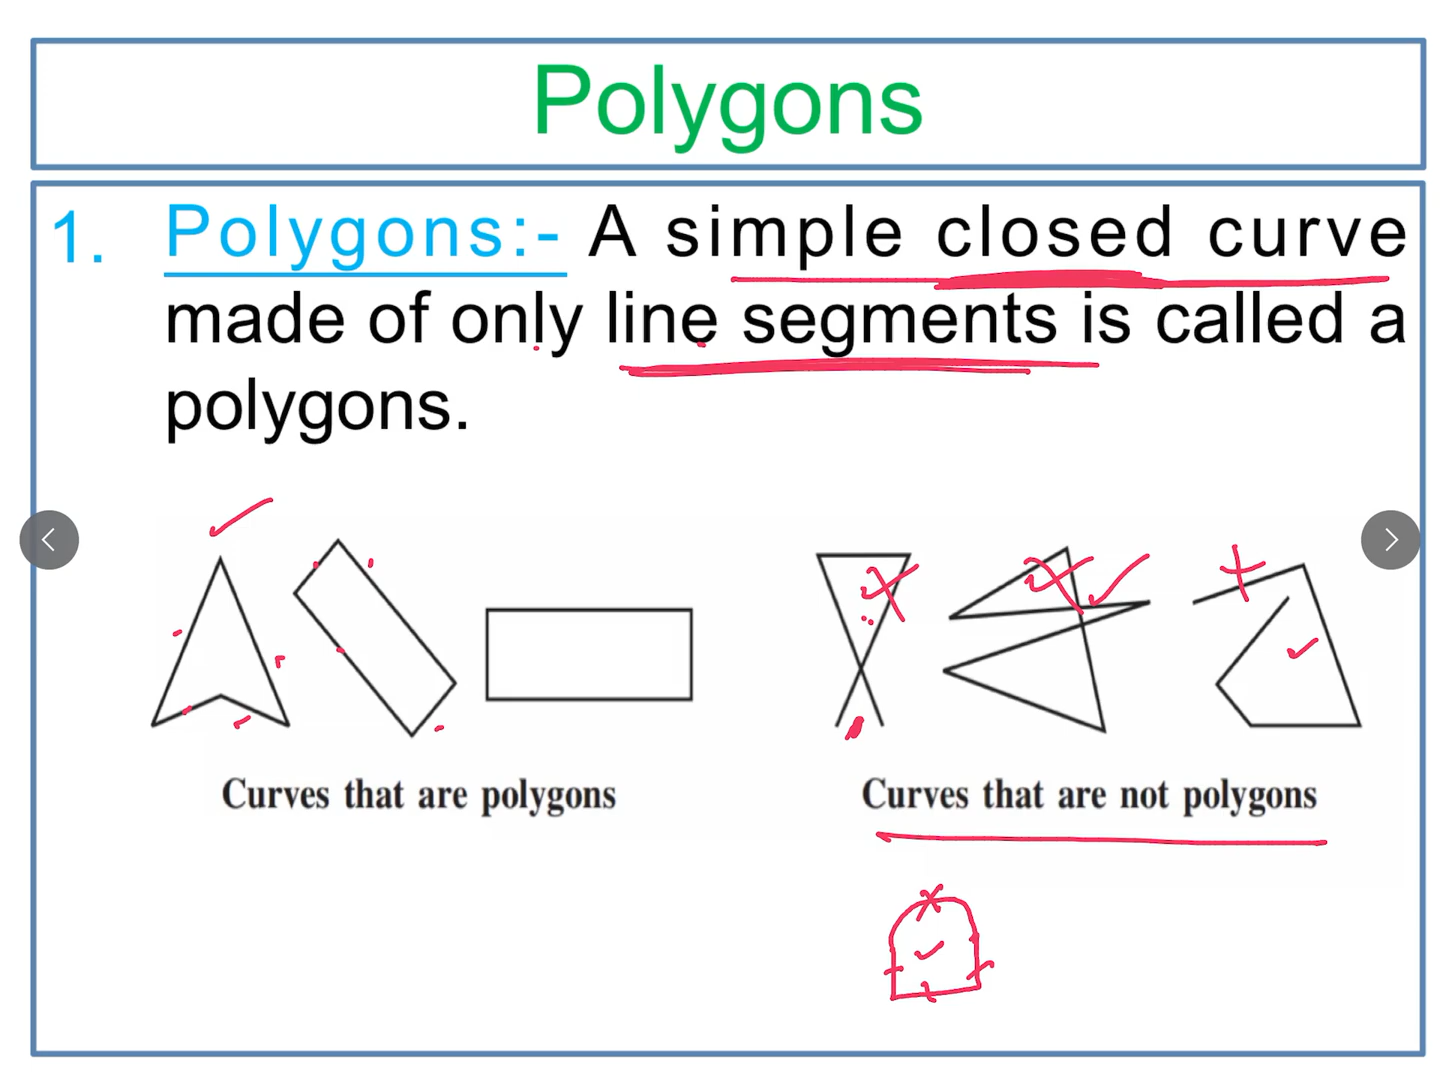 Polygons
1. Polygons:- A simple closed curve
made of only line segments is called a
polygons.
Curves that are polygons
Curves that are not polygons